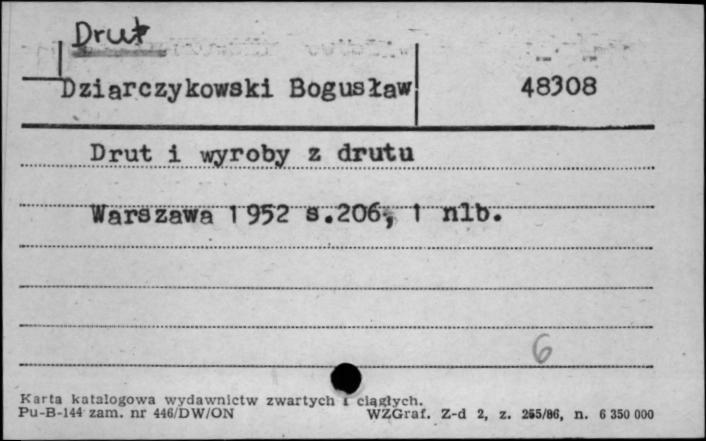 Drut
Dziarczykowski Bogusław 48308
Drut i wyroby z drutu
Warszawa 1952 s.206, 1 nlb.
6
Karta katalogowa wydawnictw zwartych i ciągłych.
Pu-B-144 zam. nr 446/DW/ON WZGraf. Z-d 2, z. 255/86, n. 6 350 000